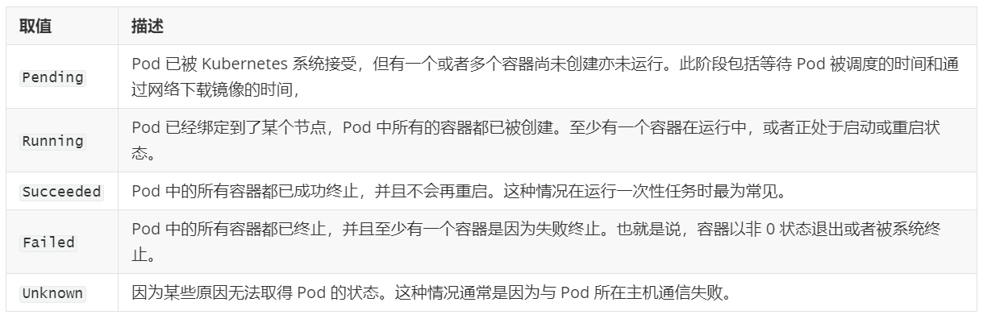 取值 描述
Pending Pod 已被 Kubernetes 系统接受，但有一个或者多个容器尚未创建亦未运行。此阶段包括等待 Pod 被调度的时间和通
过网络下载镜像的时间，
Running Pod 已经绑定到了某个节点，Pod 中所有的容器都已被创建。至少有一个容器在运行中，或者正处于启动或重启状
态。
Succeeded Pod 中的所有容器都已成功终止，并且不会再重启。这种情况在运行一次性任务时最为常见。
Failed Pod 中的所有容器都已终止，并且至少有一个容器是因为失败终止。也就是说，容器以非 0 状态退出或者被系统终
止。
Unknown 因为某些原因无法取得 Pod 的状态。这种情况通常是因为与 Pod 所在主机通信失败。